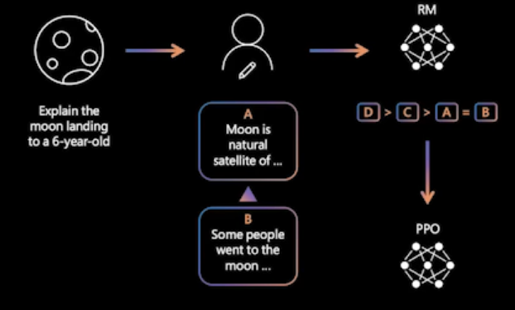 RM
Explain the
moon landing
to a 6-year-old
A
Moon is
natural
satellite of ...
D > C > A = B
B
Some people
went to the
moon ...
PPO